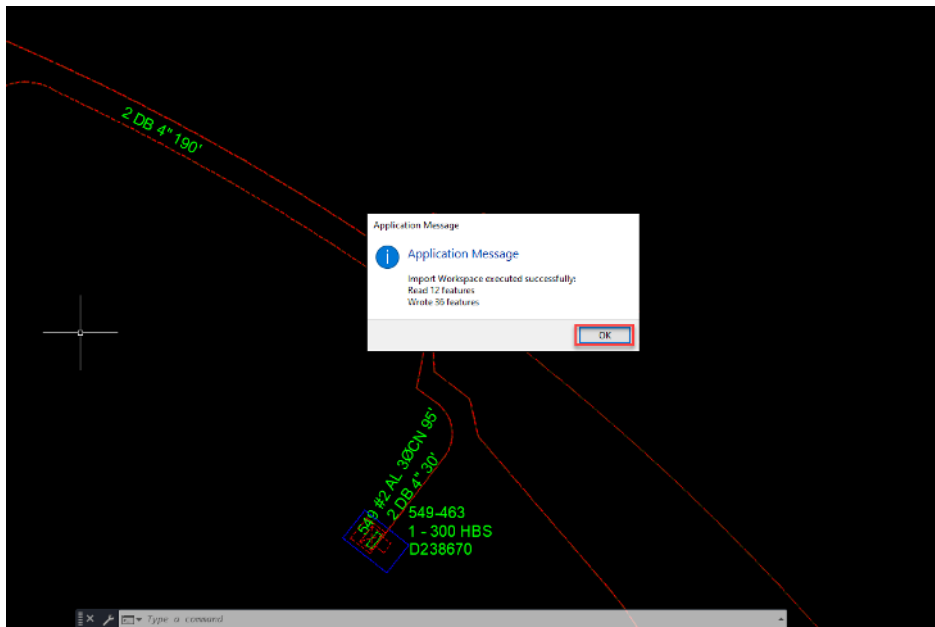 2 DB 4" 190'
Application Message
Application Message
Import Workspace executed successfully:
Read 12 features
Wrote 36 features
OK
549 #2 AL 3ØCN 95'
2 DB 4" 30'
549-463
1 - 300 HBS
D238670
Type a command